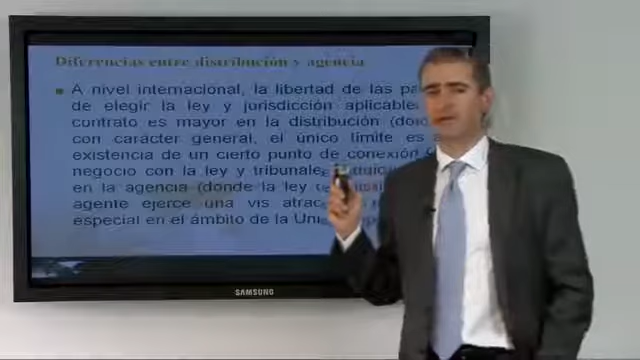 Diferencias entre distribución y agencia
A nivel internacional, la libertad de las
de elegir la ley y jurisdicción aplicable
contrato es mayor en la distribución
con carácter general, el único límite es
existencia de un cierto punto de conexión
negocio con la ley y
en la agencia (donde la ley
agente ejerce una vis
especial en el ámbito de la
SAMSUNG